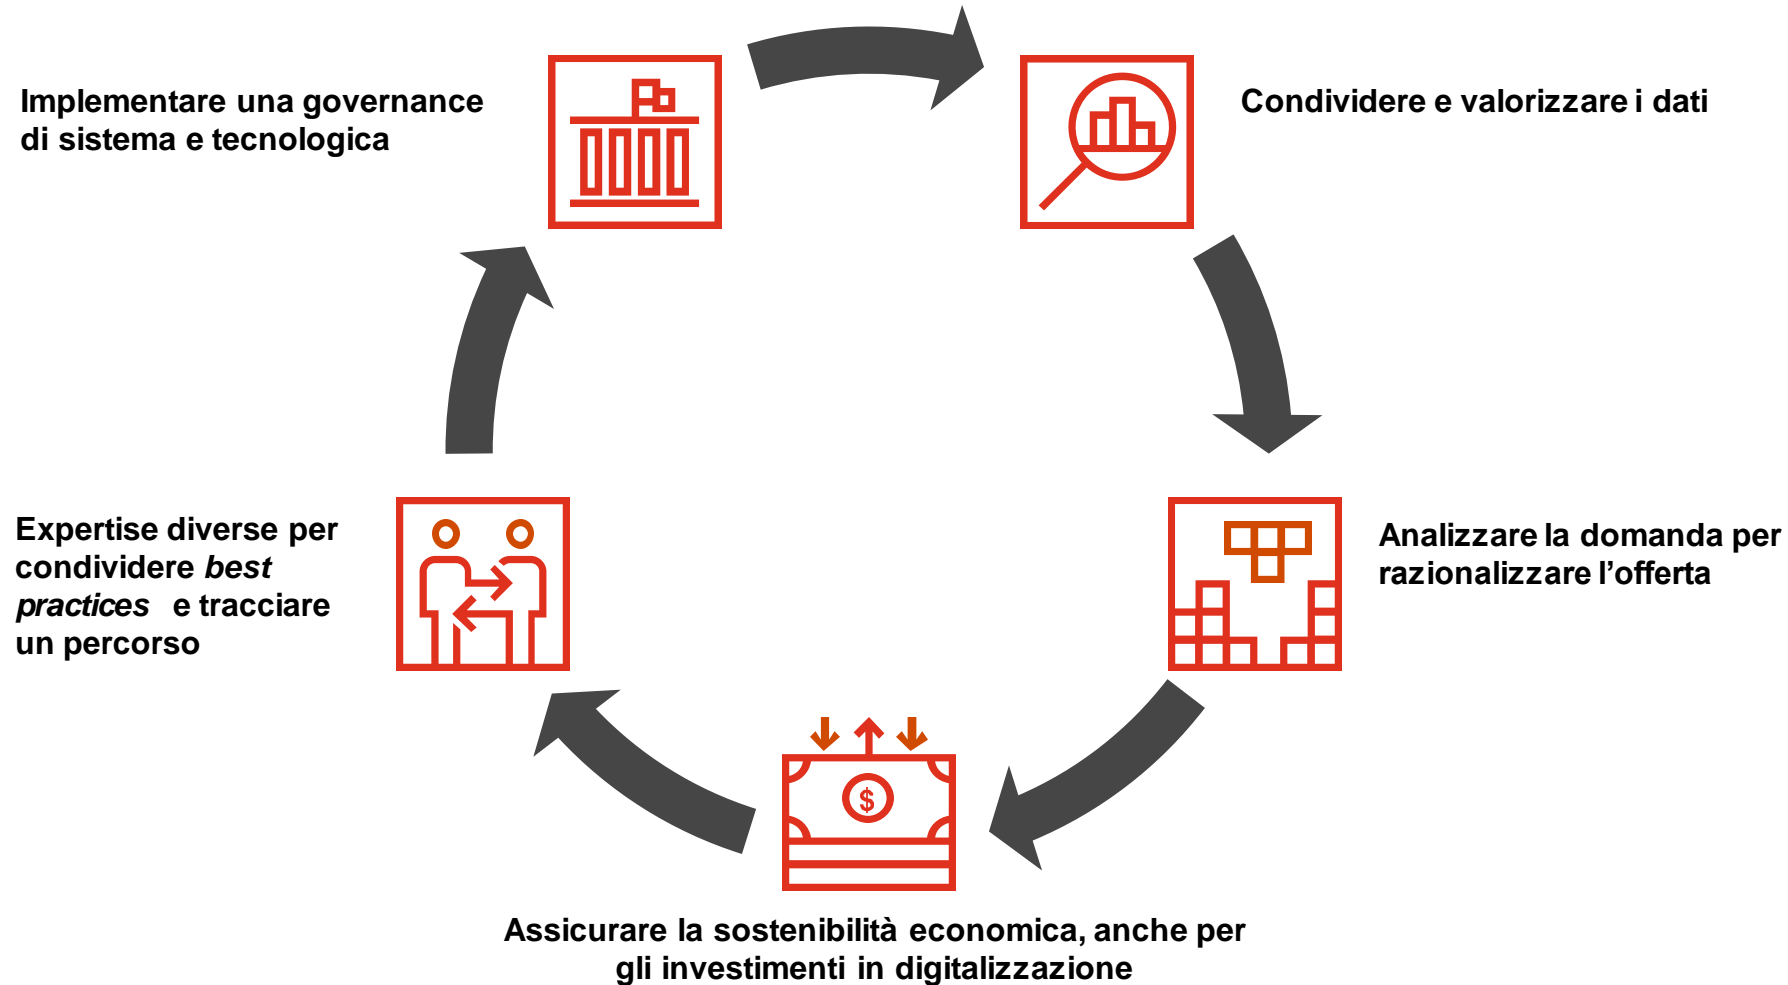 Implementare una governance
di sistema e tecnologica
Condividere e valorizzare i dati
Analizzare la domanda per
razionalizzare l’offerta
$
Assicurare la sostenibilità economica, anche per
gli investimenti in digitalizzazione
Expertise diverse per
condividere best
practices e tracciare
un percorso